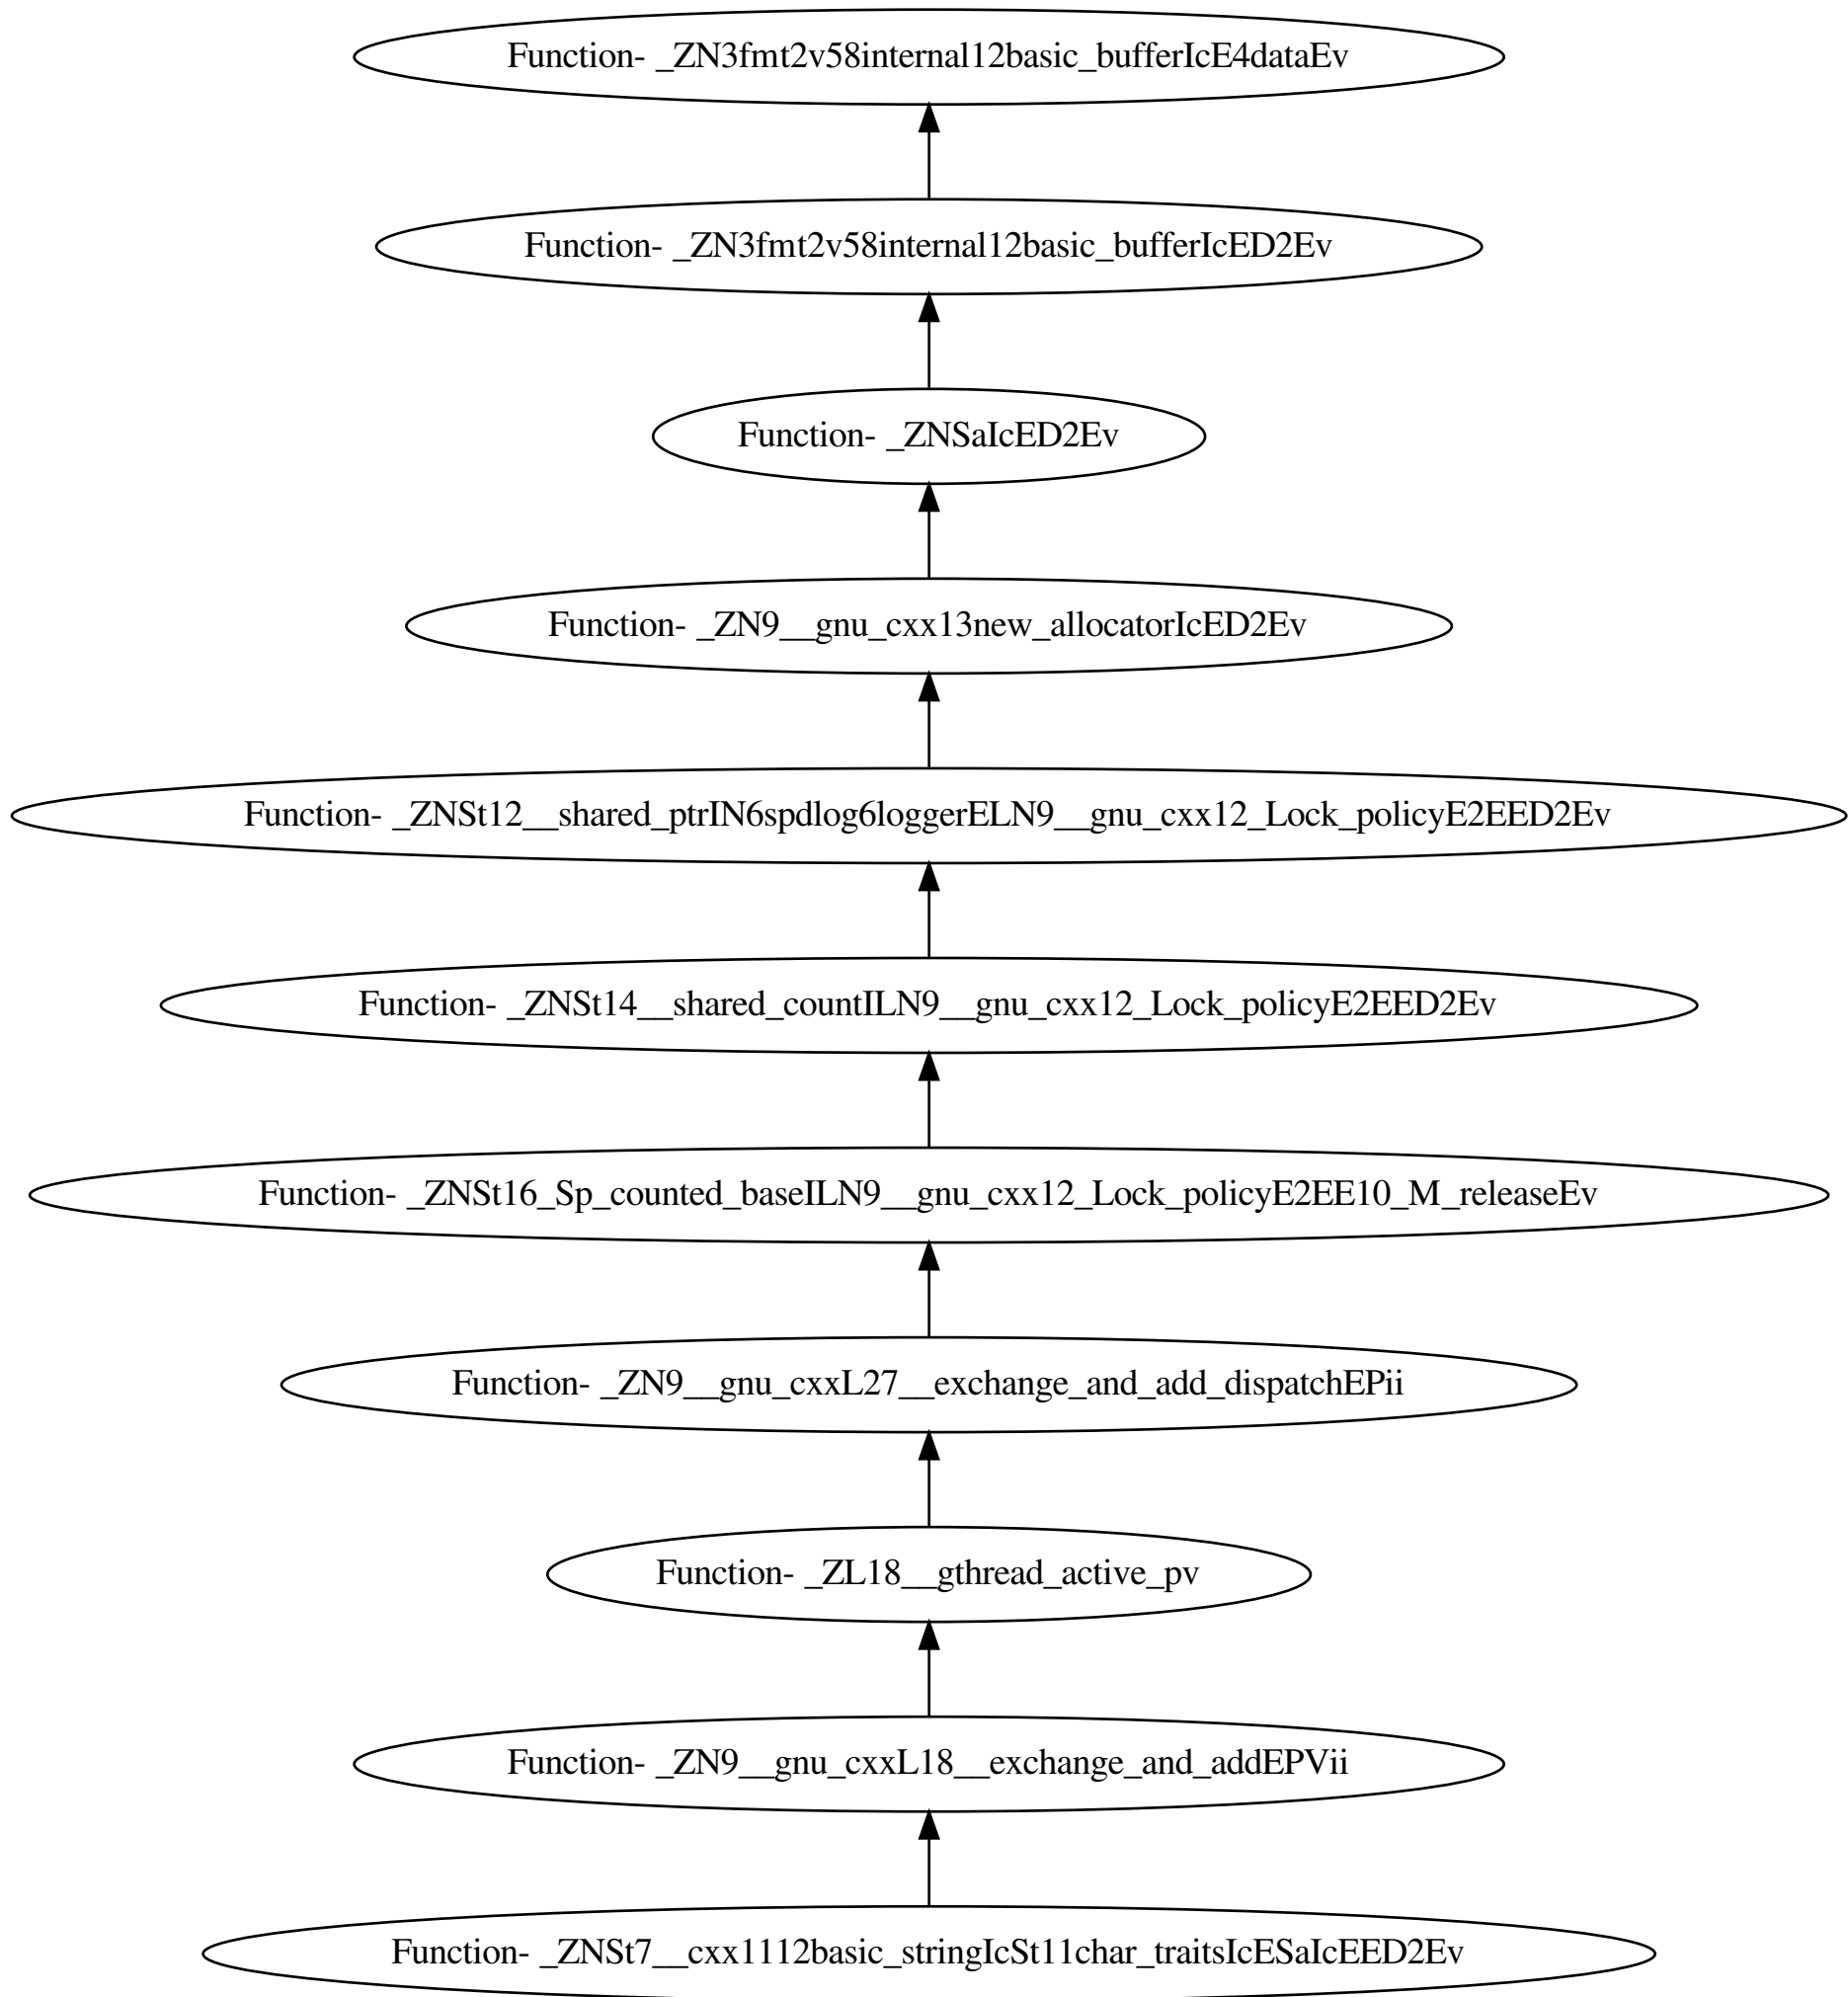 Function- _ZN3fmt2v58internal12basic_bufferIcE4dataEv
Function- _ZN3fmt2v58internal12basic_bufferIcED2Ev
Function- _ZNSaIcED2Ev
Function- _ZN9__gnu_cxx13new_allocatorIcED2Ev
Function- _ZNSt12__shared_ptrIN6spdlog6loggerELN9__gnu_cxx12_Lock_policyE2EED2Ev
Function- _ZNSt14__shared_countILN9__gnu_cxx12_Lock_policyE2EED2Ev
Function- _ZNSt16_Sp_counted_baseILN9__gnu_cxx12_Lock_policyE2EE10_M_releaseEv
Function- _ZN9__gnu_cxxL27__exchange_and_add_dispatchEPii
Function- _ZL18__gthread_active_pv
Function- _ZN9__gnu_cxxL18__exchange_and_addEPVii
Function- _ZNSt7__cxx1112basic_stringIcSt11char_traitsIcESaIcEED2Ev